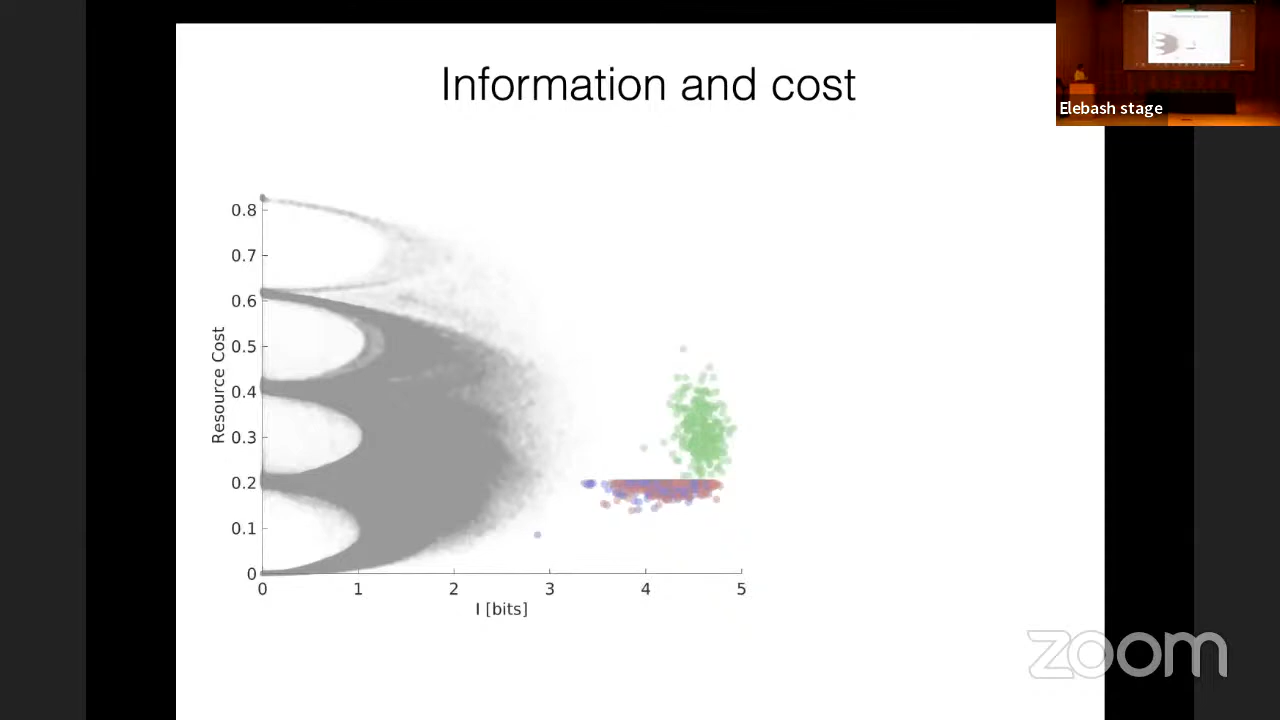 Information and cost
Elebash stage
0.8
0.7
0.6
0.5
0.4
0.3
0.2
0.1
0
Resource Cost
0 1 2 3 4 5
I [bits]
zoom